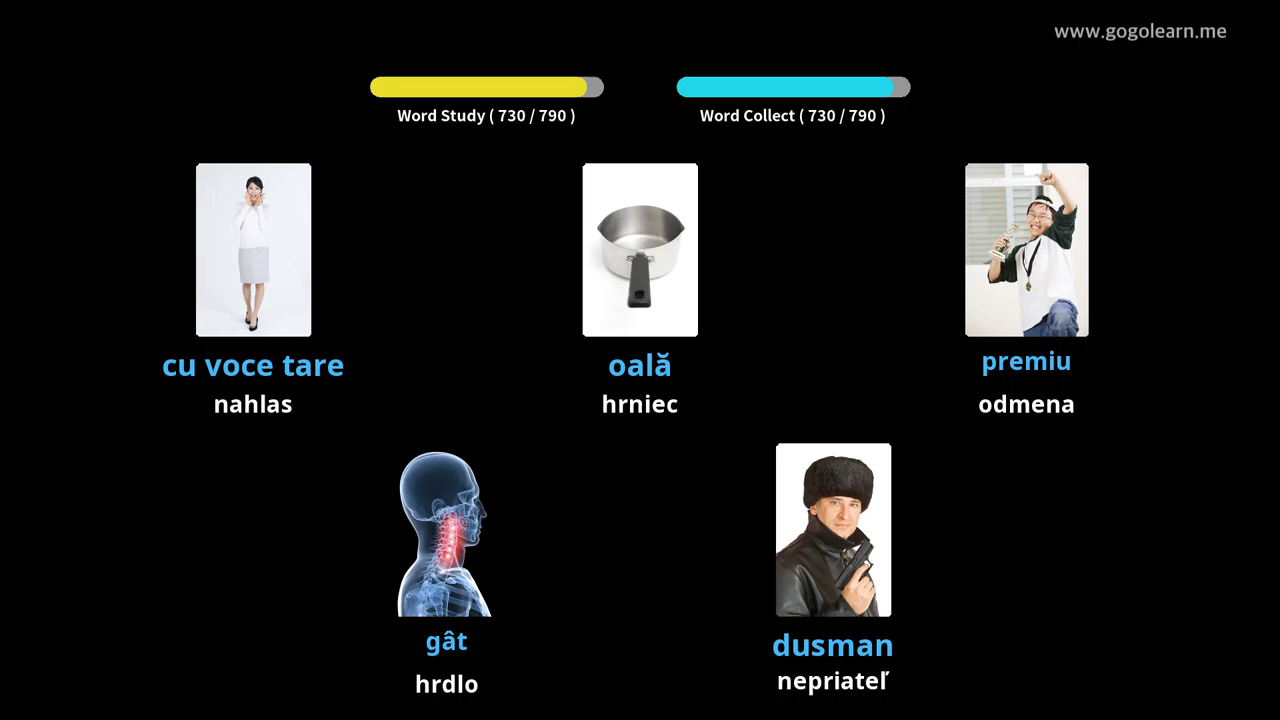 www.gogolearn.me
Word Study ( 730 / 790 )
Word Collect ( 730 / 790 )
cu voce tare
nahlas
oală
hrniec
premiu
odmena
gât
hrdlo
dusman
nepriateľ